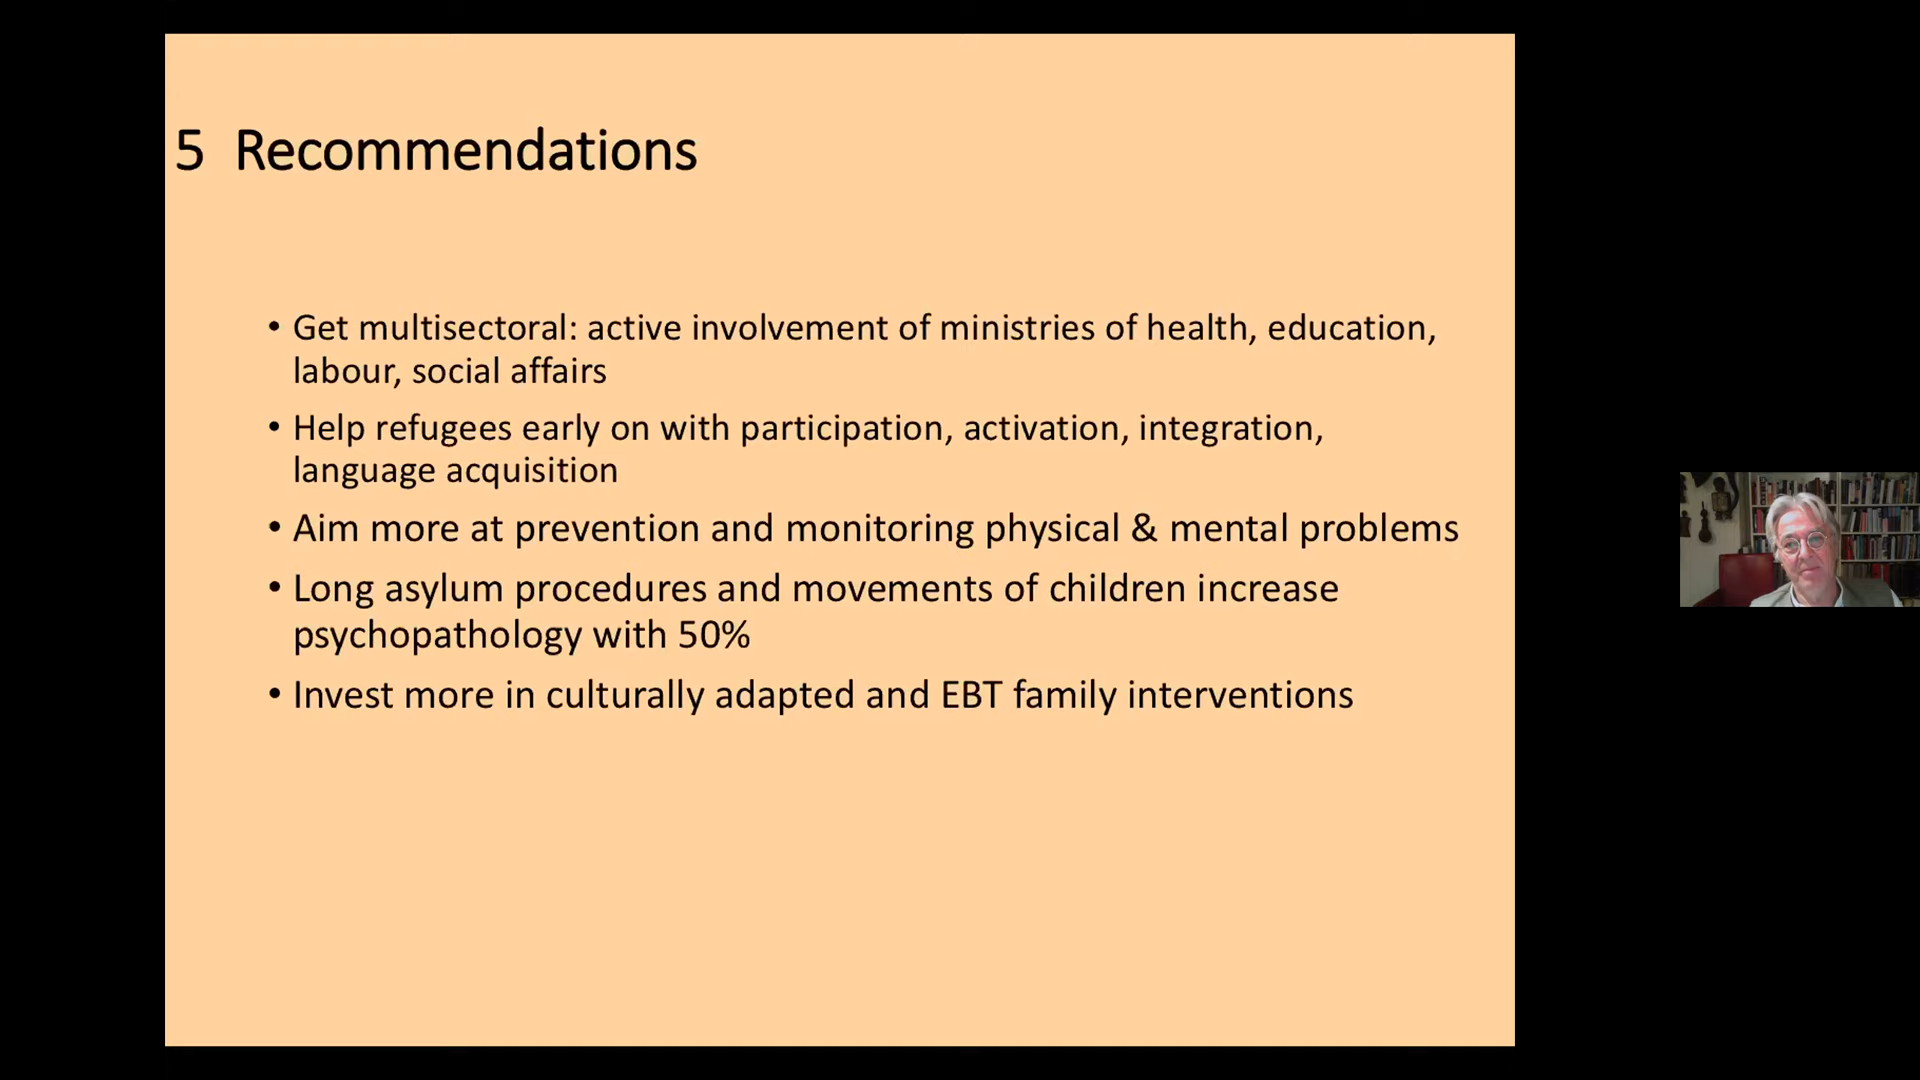 5 Recommendations
• Get multisectoral: active involvement of ministries of health, education,
labour, social affairs
• Help refugees early on with participation, activation, integration,
language acquisition
• Aim more at prevention and monitoring physical & mental problems
• Long asylum procedures and movements of children increase
psychopathology with 50%
• Invest more in culturally adapted and EBT family interventions